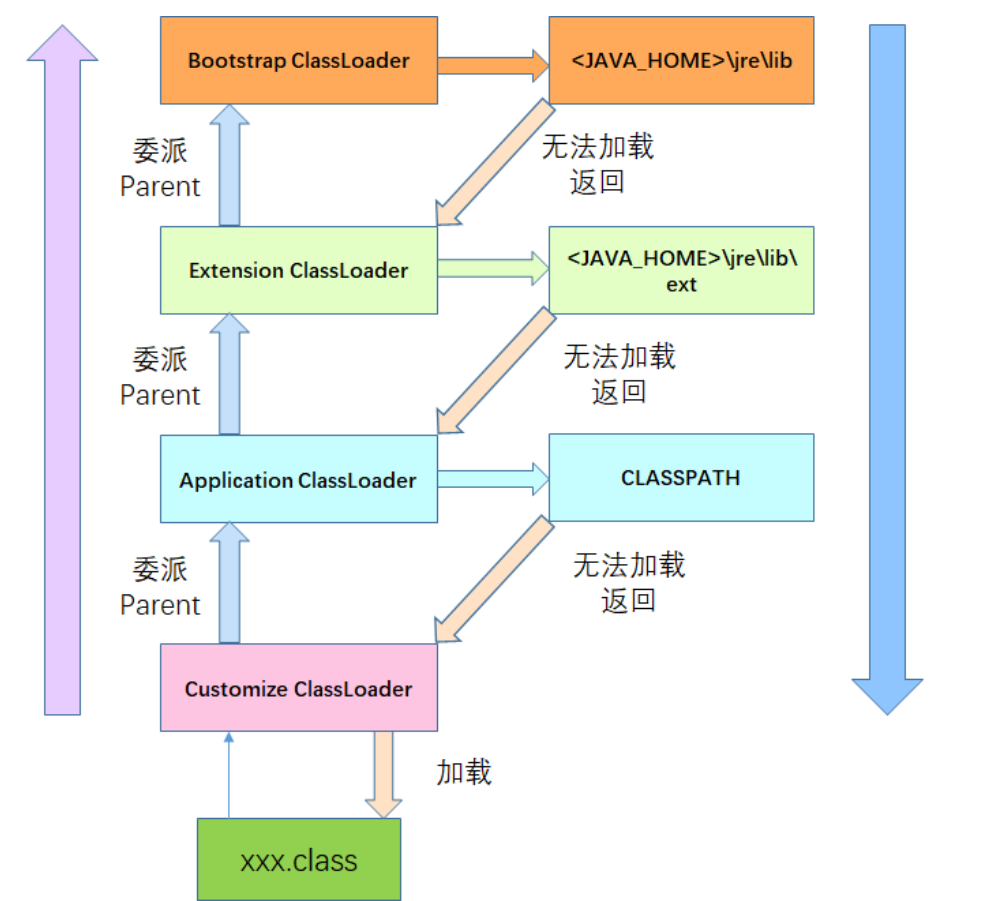 Bootstrap ClassLoader
<JAVA_HOME>\jre\lib
委派
Parent
无法加载
返回
Extension ClassLoader
<JAVA_HOME>\jre\lib\
ext
委派
Parent
无法加载
返回
Application ClassLoader
CLASSPATH
委派
Parent
无法加载
返回
Customize ClassLoader
加载
xxx.class